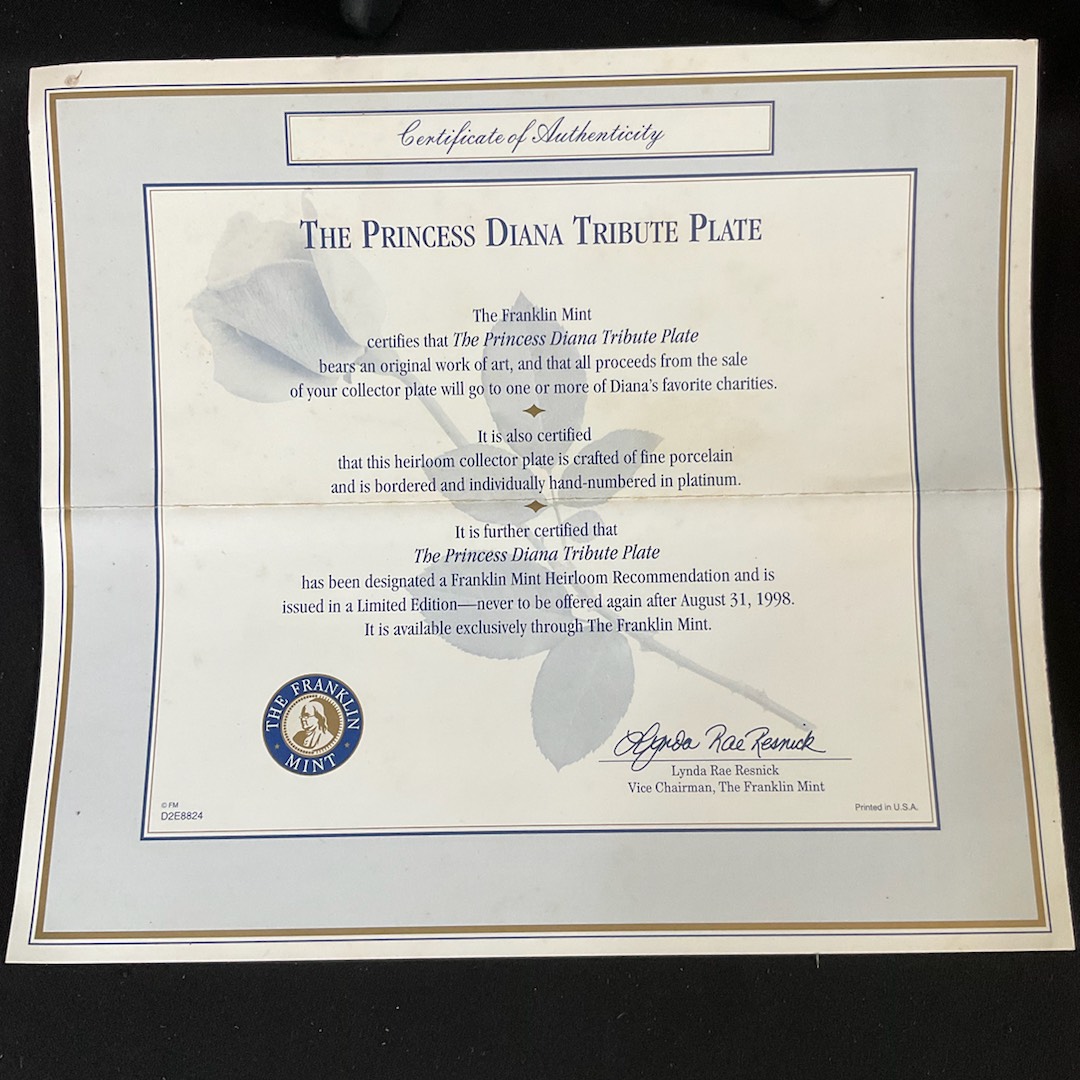 Certificate of Authenticity
THE PRINCESS DIANA TRIBUTE PLATE
The Franklin Mint
certifies that The Princess Diana Tribute Plate
bears an original work of art, and that all proceeds from the sale
of your collector plate will go to one or more of Diana's favorite charities.
It is also certified
that this heirloom collector plate is crafted of fine porcelain
and is bordered and individually hand-numbered in platinum.
It is further certified that
The Princess Diana Tribute Plate
has been designated a Franklin Mint Heirloom Recommendation and is
issued in a Limited Edition—never to be offered again after August 31, 1998.
It is available exclusively through The Franklin Mint.
THE FRANKLIN MINT
Lynda Rae Resnick
Lynda Rae Resnick
Vice Chairman, The Franklin Mint
© FM
D2E8824
Printed in U.S.A.